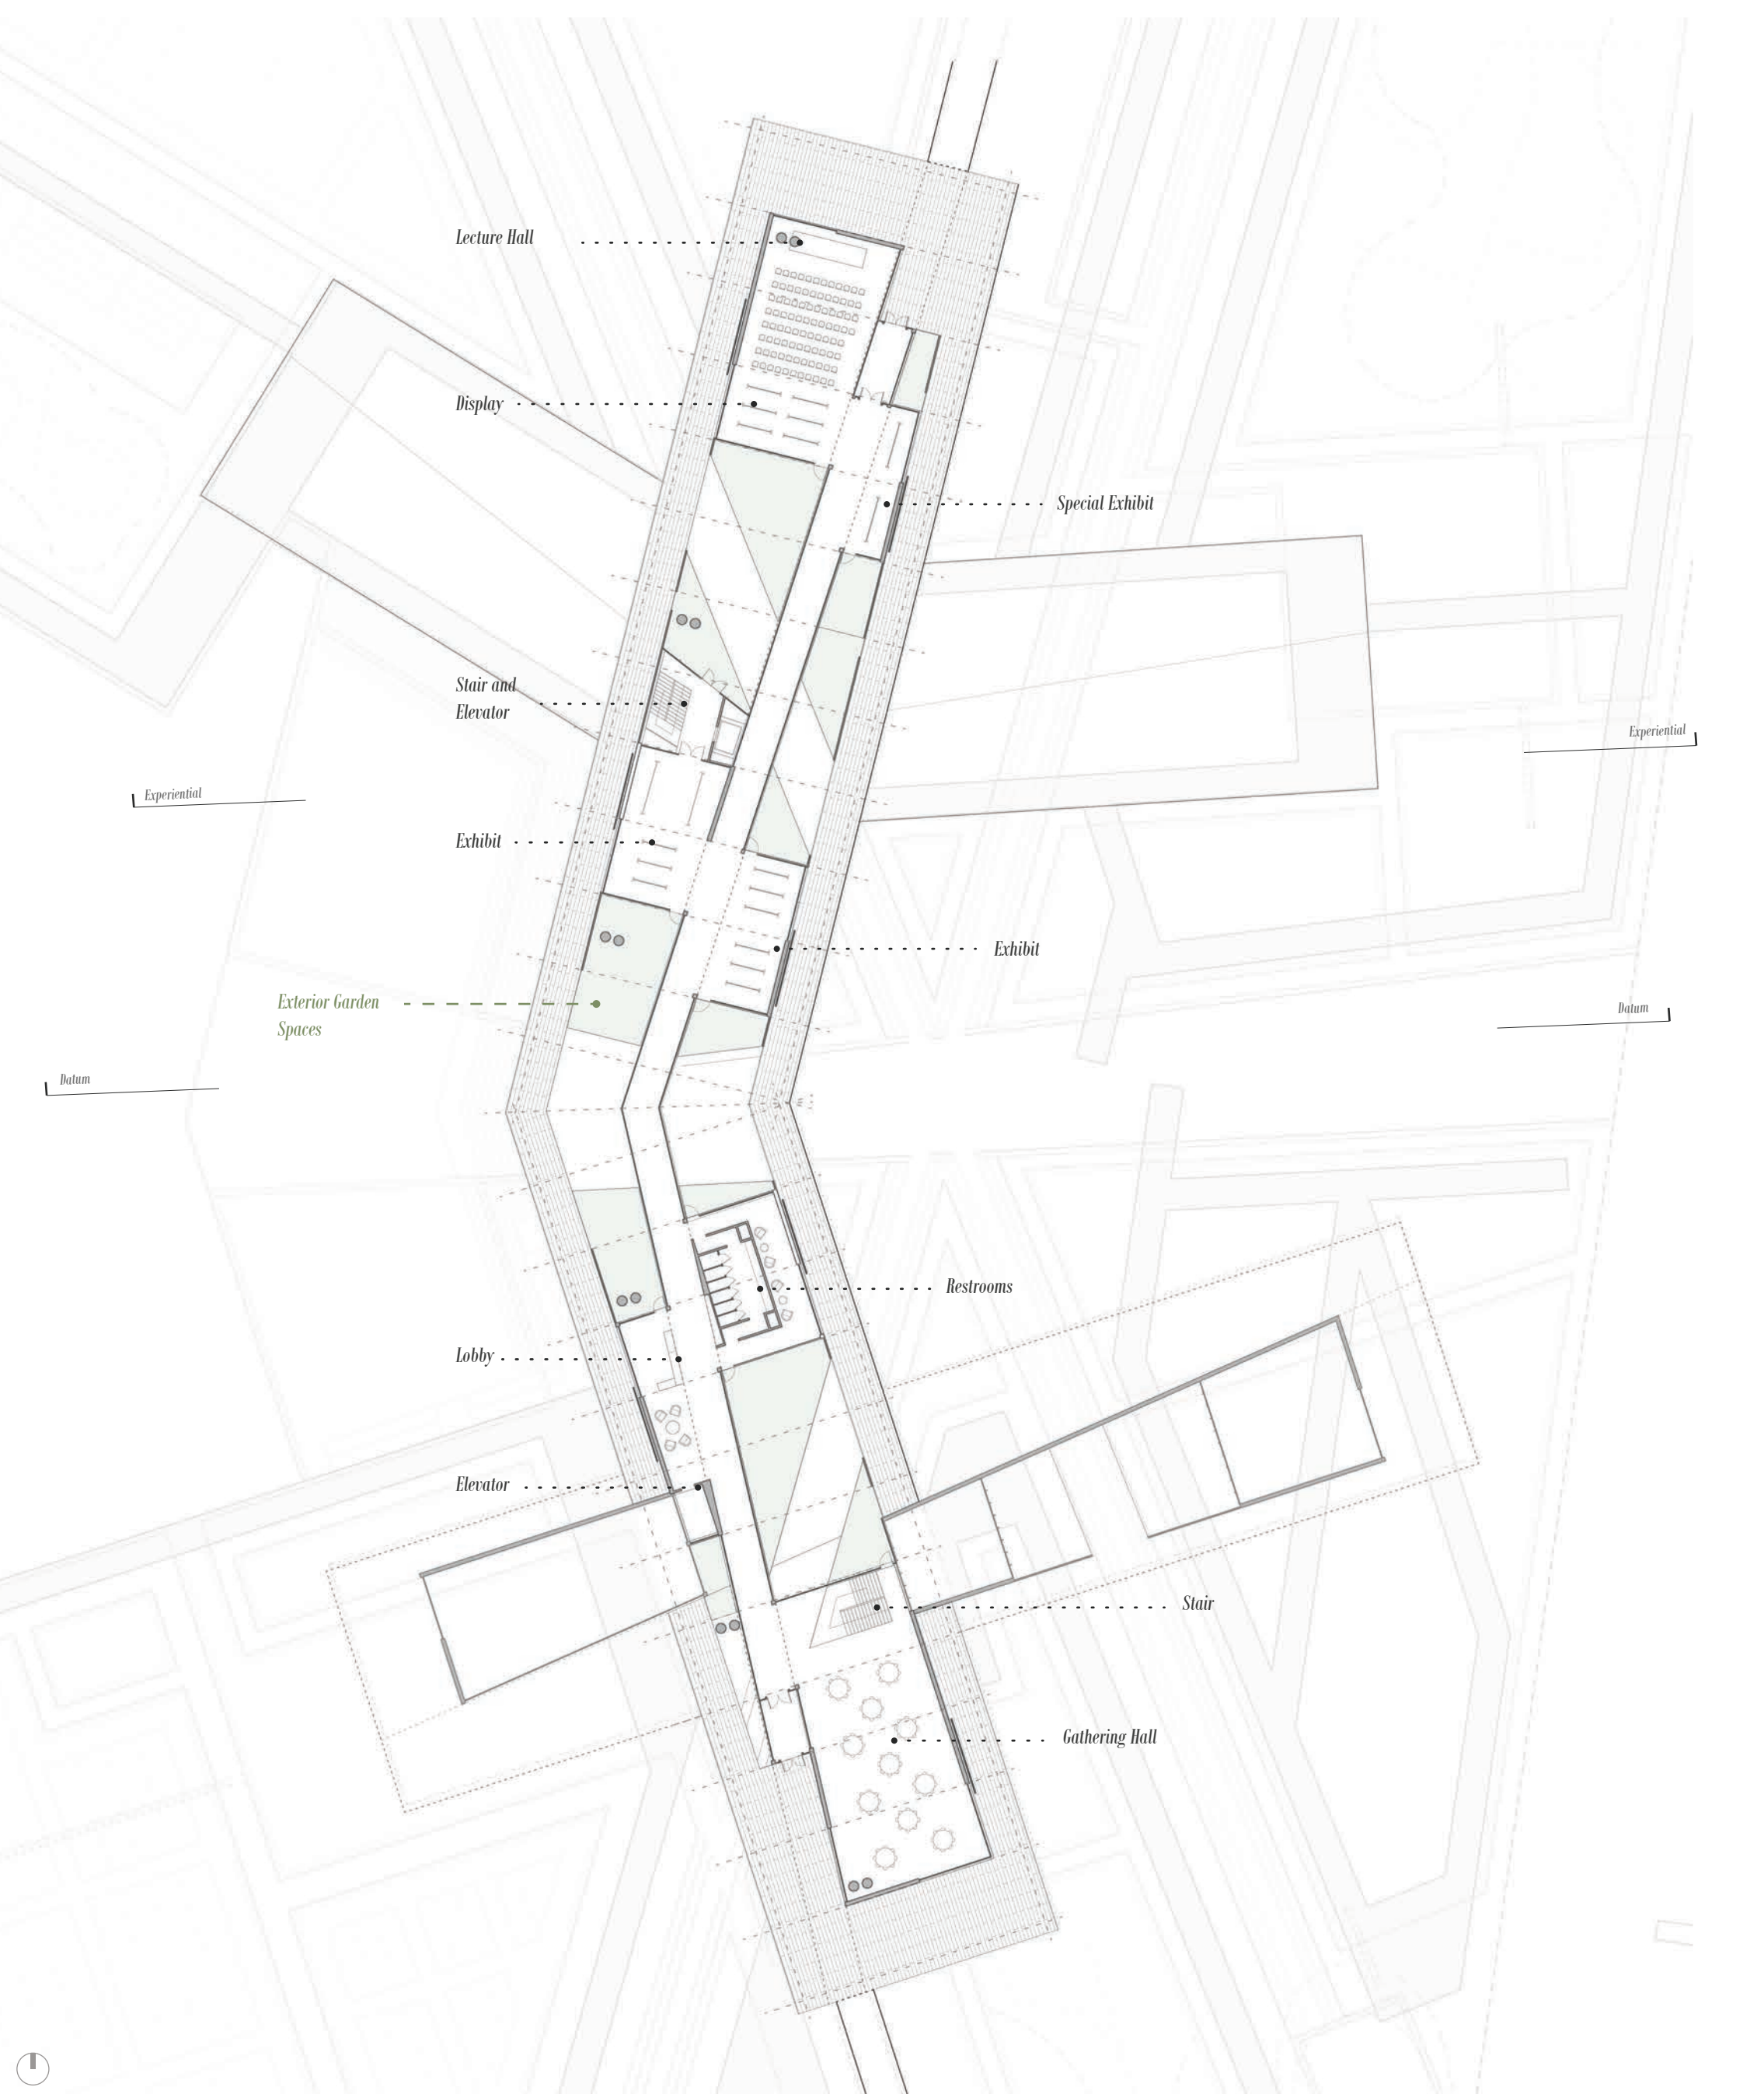 Lecture Hall
Display
Special Exhibit
Stair and
Elevator
Experiential
Experiential
Exhibit
Exhibit
Exterior Garden
Spaces
Datum
Datum
Restrooms
Lobby
Elevator
Stair
Gathering Hall